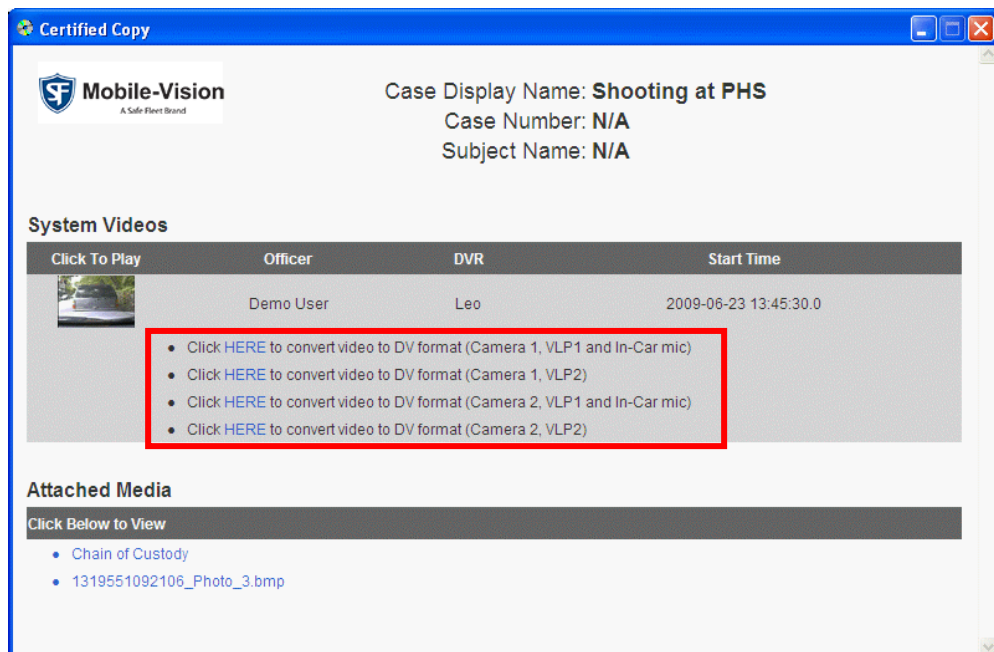 Certified Copy
SF Mobile-Vision
A Safe Fleet Brand
Case Display Name: Shooting at PHS
Case Number: N/A
Subject Name: N/A
System Videos
Click To Play Officer DVR Start Time
Demo User Leo 2009-06-23 13:45:30.0
• Click HERE to convert video to DV format (Camera 1, VLP1 and In-Car mic)
• Click HERE to convert video to DV format (Camera 1, VLP2)
• Click HERE to convert video to DV format (Camera 2, VLP1 and In-Car mic)
• Click HERE to convert video to DV format (Camera 2, VLP2)
Attached Media
Click Below to View
• Chain of Custody
• 1319551092106_Photo_3.bmp